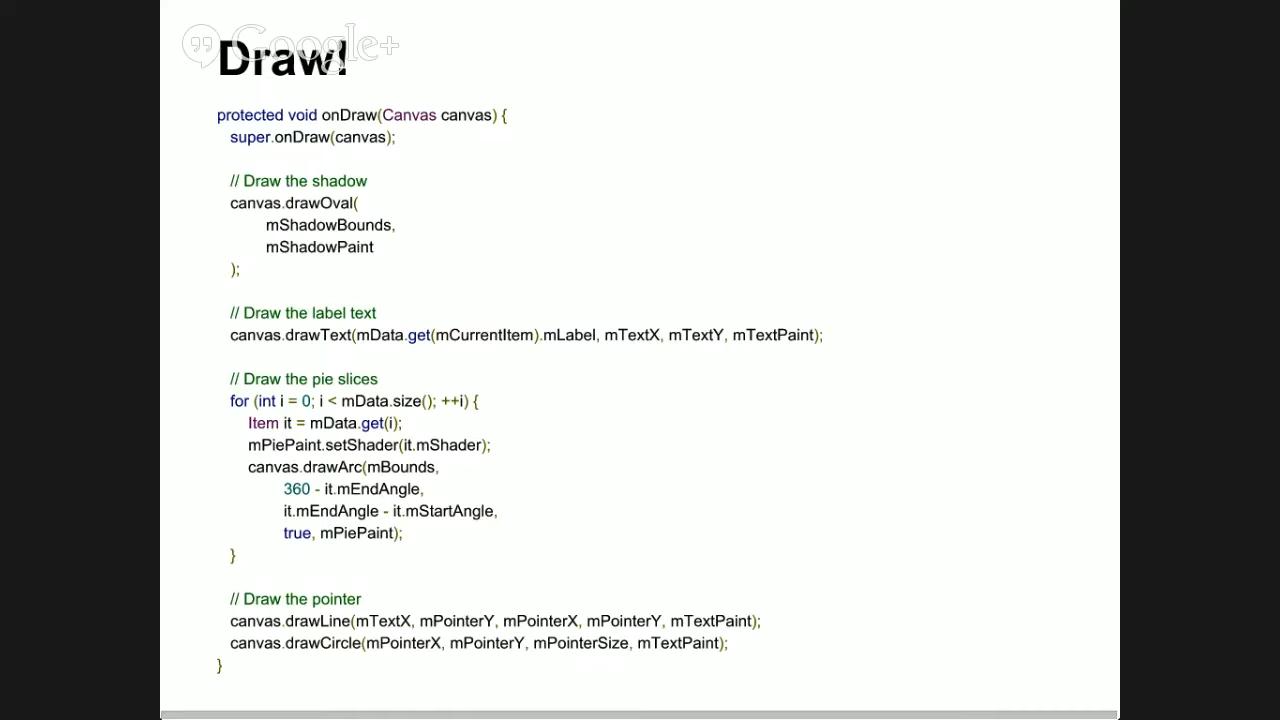 Google+
Draw!
protected void onDraw(Canvas canvas) {
super.onDraw(canvas);
// Draw the shadow
canvas.drawOval(
mShadowBounds,
mShadowPaint
);
// Draw the label text
canvas.drawText(mData.get(mCurrentItem).mLabel, mTextX, mTextY, mTextPaint);
// Draw the pie slices
for (int i = 0; i < mData.size(); ++i) {
Item it = mData.get(i);
mPiePaint.setShader(it.mShader);
canvas.drawArc(mBounds,
360 - it.mEndAngle,
it.mEndAngle - it.mStartAngle,
true, mPiePaint);
}
// Draw the pointer
canvas.drawLine(mTextX, mPointerY, mPointerX, mPointerY, mTextPaint);
canvas.drawCircle(mPointerX, mPointerY, mPointerSize, mTextPaint);
}